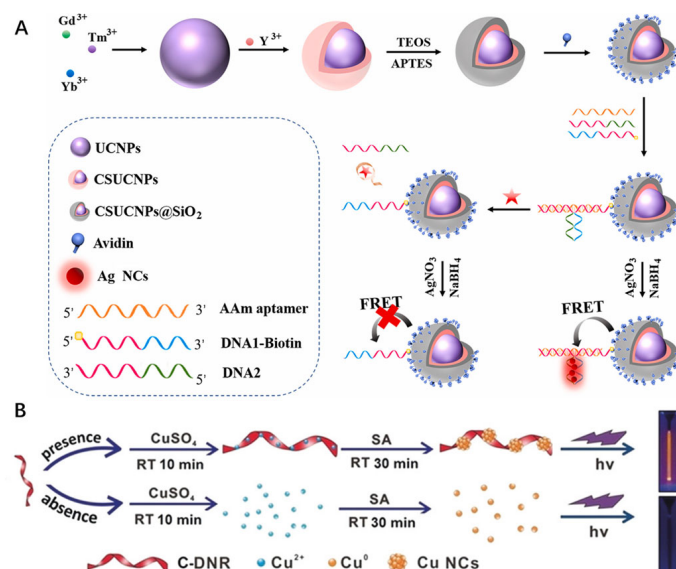 A
Gd3+
Tm3+
Yb3+
Y 3+
TEOS
APTES
UCNPs
CSUCNPs
CSUCNPs@SiO2
Avidin
Ag NCs
5' 3' AAm aptamer
5' 3' DNA1-Biotin
3' 5' DNA2
AgNO3
NaBH4
AgNO3
NaBH4
FRET
FRET
B
presence
CuSO4
RT 10 min
SA
RT 30 min
hv
absence
CuSO4
RT 10 min
SA
RT 30 min
hv
C-DNR Cu2+ Cu0 Cu NCs